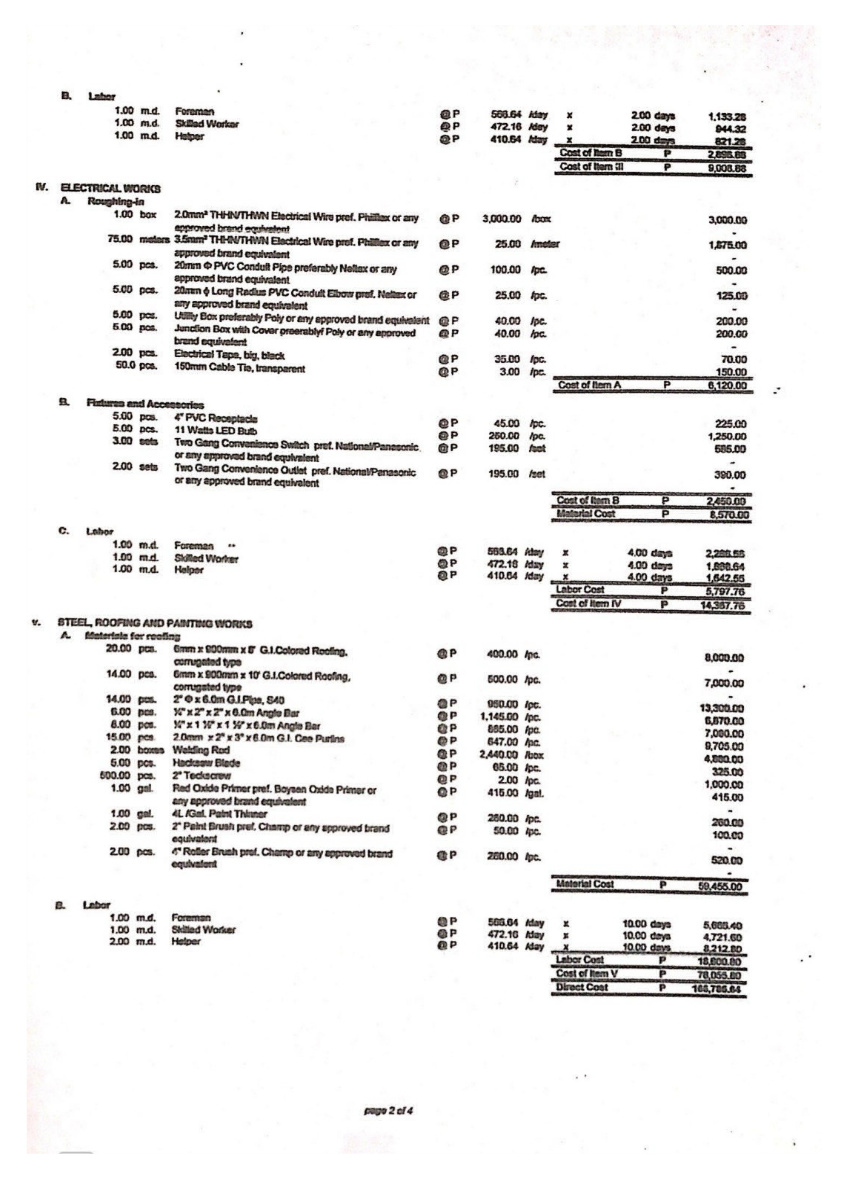 B. Labor
1.00 m.d. Foreman @ P 566.64 /day x 2.00 days 1,133.28
1.00 m.d. Skilled Worker @ P 472.16 /day x 2.00 days 944.32
1.00 m.d. Helper @ P 410.64 /day x 2.00 days 821.28
Cost of Item B P 2,898.88
Cost of Item III P 9,008.88
IV. ELECTRICAL WORKS
A. Roughing-in
1.00 box 2.0mm² THHN/THWN Electrical Wire pref. Philflex or any @ P 3,000.00 /box 3,000.00
approved brand equivalent -
75.00 meters 3.5mm² THHN/THWN Electrical Wire pref. Philflex or any @ P 25.00 /meter 1,875.00
approved brand equivalent -
5.00 pcs. 20mm Φ PVC Conduit Pipe preferably Neltex or any @ P 100.00 /pc. 500.00
approved brand equivalent -
5.00 pcs. 20mm ϕ Long Radius PVC Conduit Elbow pref. Neltex or @ P 25.00 /pc. 125.00
any approved brand equivalent -
5.00 pcs. Utility Box preferably Poly or any approved brand equivalent @ P 40.00 /pc. 200.00
5.00 pcs. Junction Box with Cover preerablyf Poly or any approved @ P 40.00 /pc. 200.00
brand equivalent -
2.00 pcs. Electrical Tape, big, black @ P 35.00 /pc. 70.00
50.0 pcs. 150mm Cable Tie, transparent @ P 3.00 /pc. 150.00
Cost of Item A P 6,120.00
B. Fixtures and Accessories
5.00 pcs. 4" PVC Receptacle @ P 45.00 /pc. 225.00
5.00 pcs. 11 Watts LED Bulb @ P 250.00 /pc. 1,250.00
3.00 sets Two Gang Convenience Switch pref. National/Panasonic @ P 195.00 /set 585.00
or any approved brand equivalent -
2.00 sets Two Gang Convenience Outlet pref. National/Panasonic @ P 195.00 /set 390.00
or any approved brand equivalent -
Cost of Item B P 2,450.00
Material Cost P 8,570.00
C. Labor
1.00 m.d. Foreman @ P /day x 4.00 days
1.00 m.d. Skilled Worker @ P 472.16 /day x 4.00 days 1,888.64
1.00 m.d. Helper @ P 410.64 /day x 4.00 days 1,642.56
Labor Cost P 5,797.76
Cost of Item IV P 14,367.76
V. STEEL, ROOFING AND PAINTING WORKS
A. Materials for roofing
20.00 pcs. 6mm x 900mm x 8' G.I.Colored Roofing, @ P 400.00 /pc. 8,000.00
corrugated type -
14.00 pcs. 6mm x 900mm x 10' G.I.Colored Roofing, @ P 500.00 /pc. 7,000.00
corrugated type -
14.00 pcs. 2" Φ x 6.0m G.I.Pipe, S40 @ P 950.00 /pc. 13,300.00
6.00 pcs. ¼" x 2" x 2" x 6.0m Angle Bar @ P 1,145.00 /pc. 6,870.00
8.00 pcs. ¼" x 1 ½" x 1 ½" x 6.0m Angle Bar @ P 885.00 /pc. 7,080.00
15.00 pcs 2.0mm x 2" x 3" x 6.0m G.I. Cee Purlins @ P 647.00 /pc. 9,705.00
2.00 boxes Welding Rod @ P 2,440.00 /box 4,880.00
5.00 pcs. Hacksaw Blade @ P 65.00 /pc. 325.00
500.00 pcs. 2" Teckscrew @ P 2.00 /pc. 1,000.00
1.00 gal. Red Oxide Primer pref. Boysen Oxide Primer or @ P 415.00 /gal. 415.00
any approved brand equivalent -
1.00 gal. 4L /Gal. Paint Thinner @ P 260.00 /pc. 260.00
2.00 pcs. 2" Paint Brush pref. Champ or any approved brand @ P 50.00 /pc. 100.00
equivalent -
2.00 pcs. 4" Roller Brush pref. Champ or any approved brand @ P 260.00 /pc. 520.00
equivalent -
Material Cost P 59,455.00
B. Labor
1.00 m.d. Foreman @ P /day x 10.00 days
1.00 m.d. Skilled Worker @ P 472.16 /day x 10.00 days 4,721.60
2.00 m.d. Helper @ P 410.64 /day x 10.00 days 8,212.80
Labor Cost P 18,600.80
Cost of Item V P 78,055.80
Direct Cost P
page 2 of 4